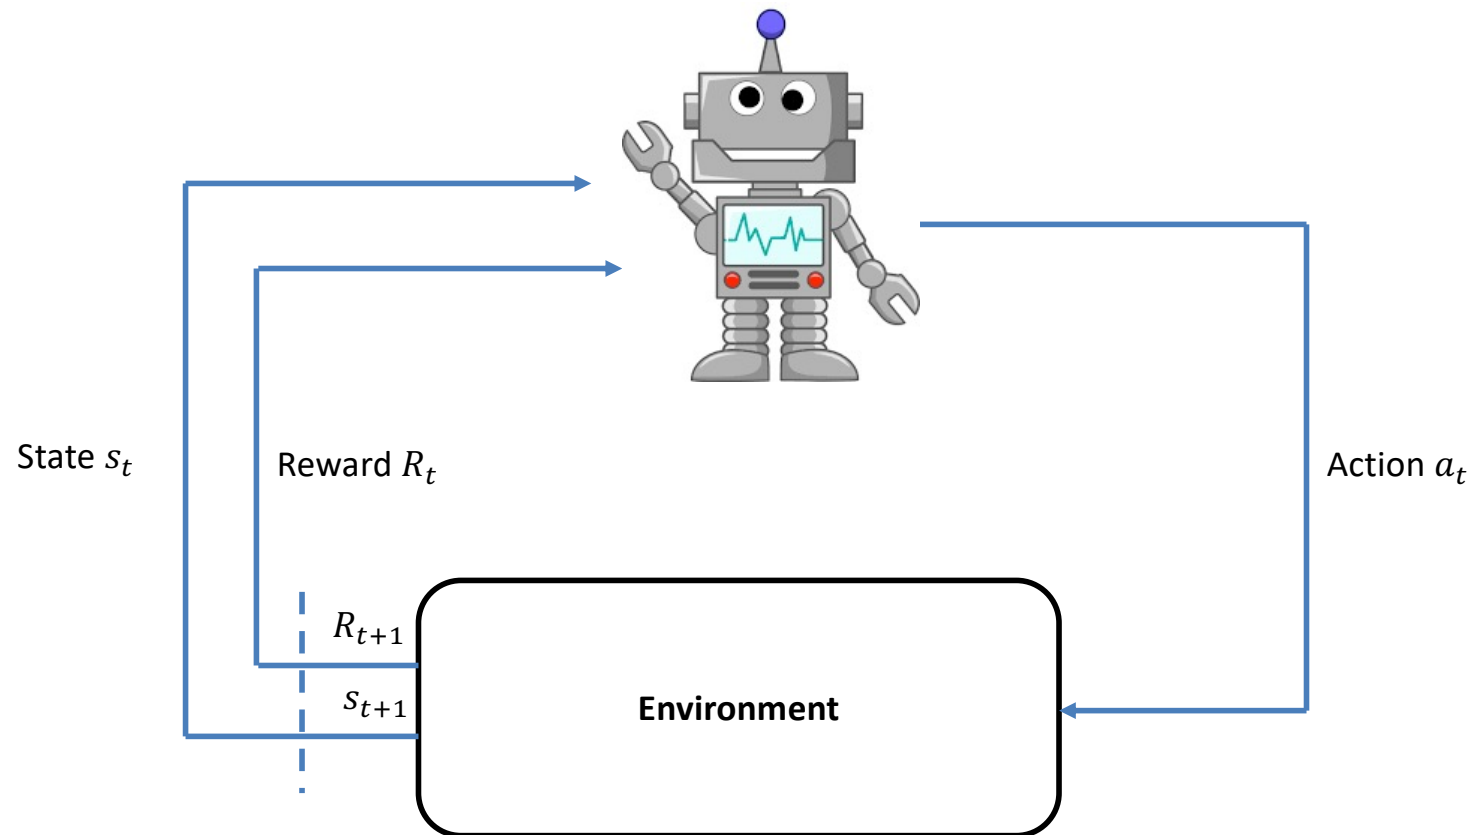 State s_t
Reward R_t
Action a_t
R_{t+1}
s_{t+1}
Environment